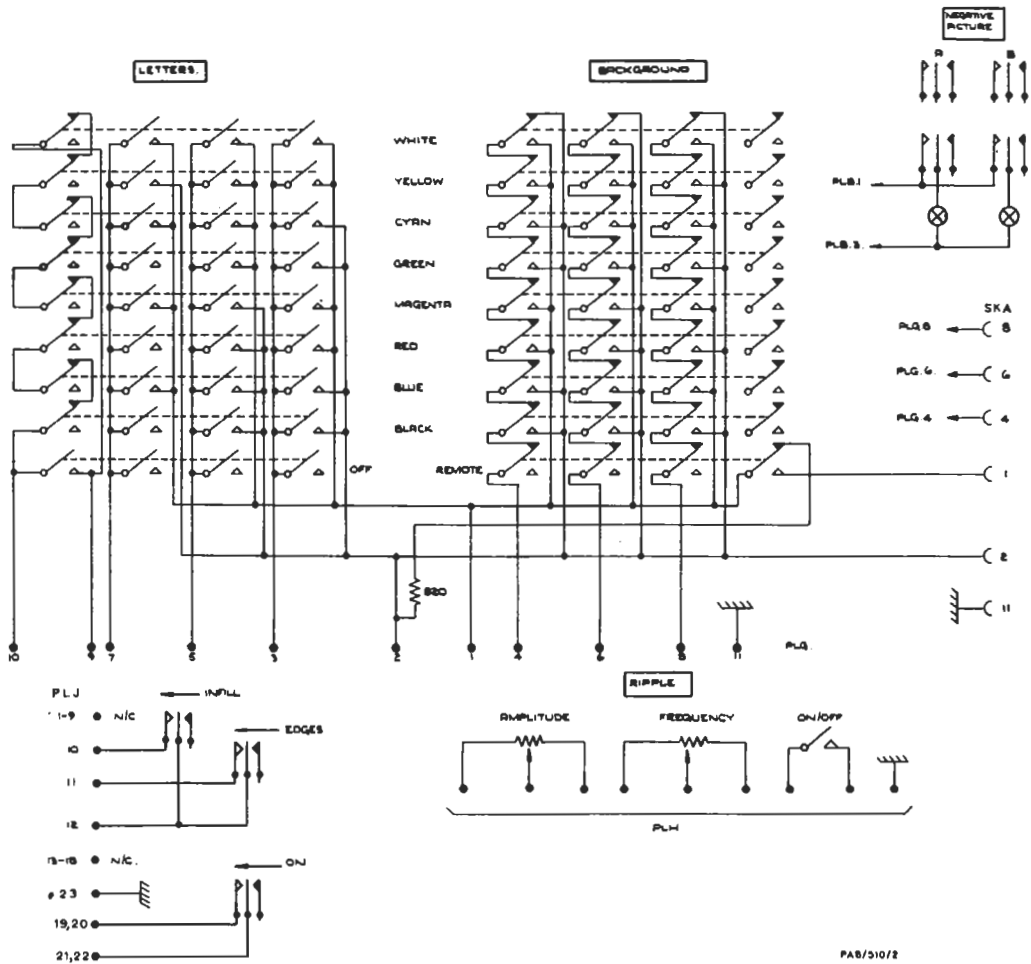 NEGATIVE PICTURE
A B
LETTERS.
BACKGROUND
WHITE
YELLOW
CYAN
GREEN
MAGENTA
RED
BLUE
BLACK
OFF
REMOTE
PLB.1
PLB.3.
SKA
PLG.8 8
PLG.6. 6
PLG.4 4
1
2
11
820
10 9 7 5 3 2 1 4 6 8 11 PLG.
PLJ
INFILL
1-9 N/C
EDGES
10
11
12
13-18 N/C.
ON
23
19,20
21,22
RIPPLE
AMPLITUDE
FREQUENCY
ON/OFF
PLH
PAB/510/2